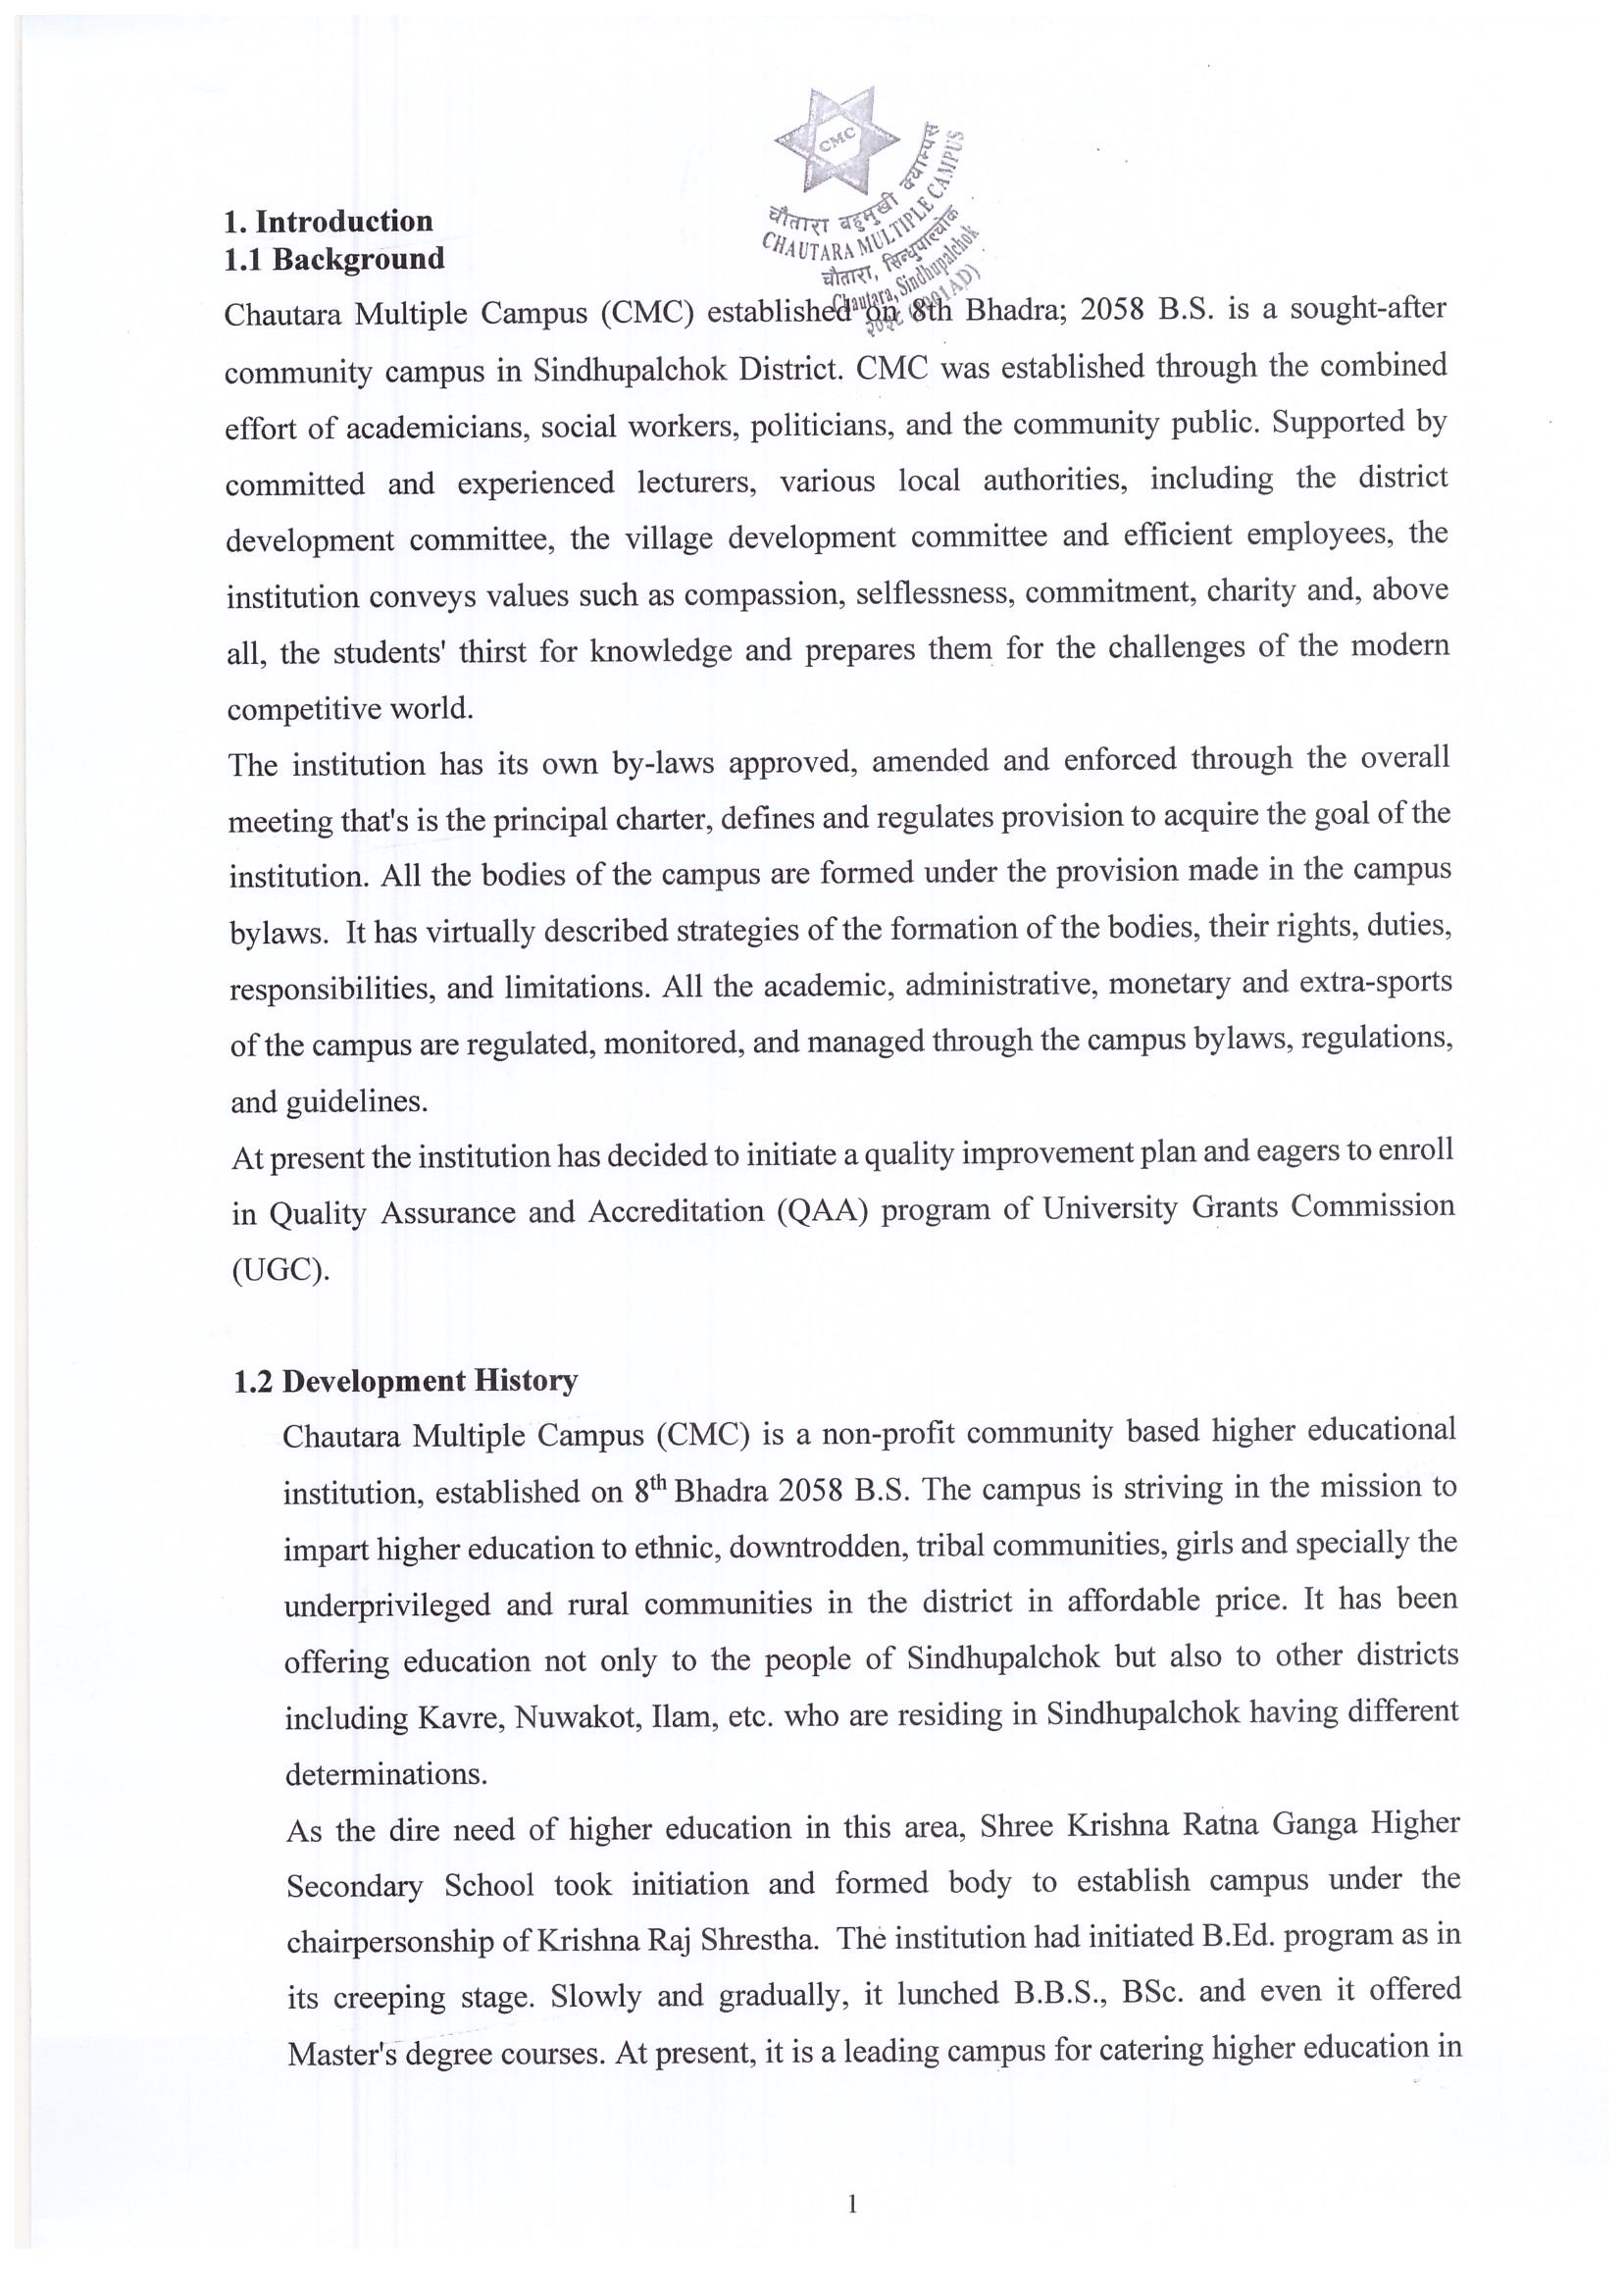 CMC
चौतारा बहुमुखी क्याम्पस
CHAUTARA MULTIPLE CAMPUS
चौतारा, सिन्धुपाल्चोक
Chautara, Sindhupalchok
२०५८ (2001AD)
1. Introduction
1.1 Background
Chautara Multiple Campus (CMC) established on 8th Bhadra; 2058 B.S. is a sought-after
community campus in Sindhupalchok District. CMC was established through the combined
effort of academicians, social workers, politicians, and the community public. Supported by
committed and experienced lecturers, various local authorities, including the district
development committee, the village development committee and efficient employees, the
institution conveys values such as compassion, selflessness, commitment, charity and, above
all, the students' thirst for knowledge and prepares them for the challenges of the modern
competitive world.
The institution has its own by-laws approved, amended and enforced through the overall
meeting that's is the principal charter, defines and regulates provision to acquire the goal of the
institution. All the bodies of the campus are formed under the provision made in the campus
bylaws. It has virtually described strategies of the formation of the bodies, their rights, duties,
responsibilities, and limitations. All the academic, administrative, monetary and extra-sports
of the campus are regulated, monitored, and managed through the campus bylaws, regulations,
and guidelines.
At present the institution has decided to initiate a quality improvement plan and eagers to enroll
in Quality Assurance and Accreditation (QAA) program of University Grants Commission
(UGC).
1.2 Development History
Chautara Multiple Campus (CMC) is a non-profit community based higher educational
institution, established on 8th Bhadra 2058 B.S. The campus is striving in the mission to
impart higher education to ethnic, downtrodden, tribal communities, girls and specially the
underprivileged and rural communities in the district in affordable price. It has been
offering education not only to the people of Sindhupalchok but also to other districts
including Kavre, Nuwakot, Ilam, etc. who are residing in Sindhupalchok having different
determinations.
As the dire need of higher education in this area, Shree Krishna Ratna Ganga Higher
Secondary School took initiation and formed body to establish campus under the
chairpersonship of Krishna Raj Shrestha. The institution had initiated B.Ed. program as in
its creeping stage. Slowly and gradually, it lunched B.B.S., BSc. and even it offered
Master's degree courses. At present, it is a leading campus for catering higher education in
1